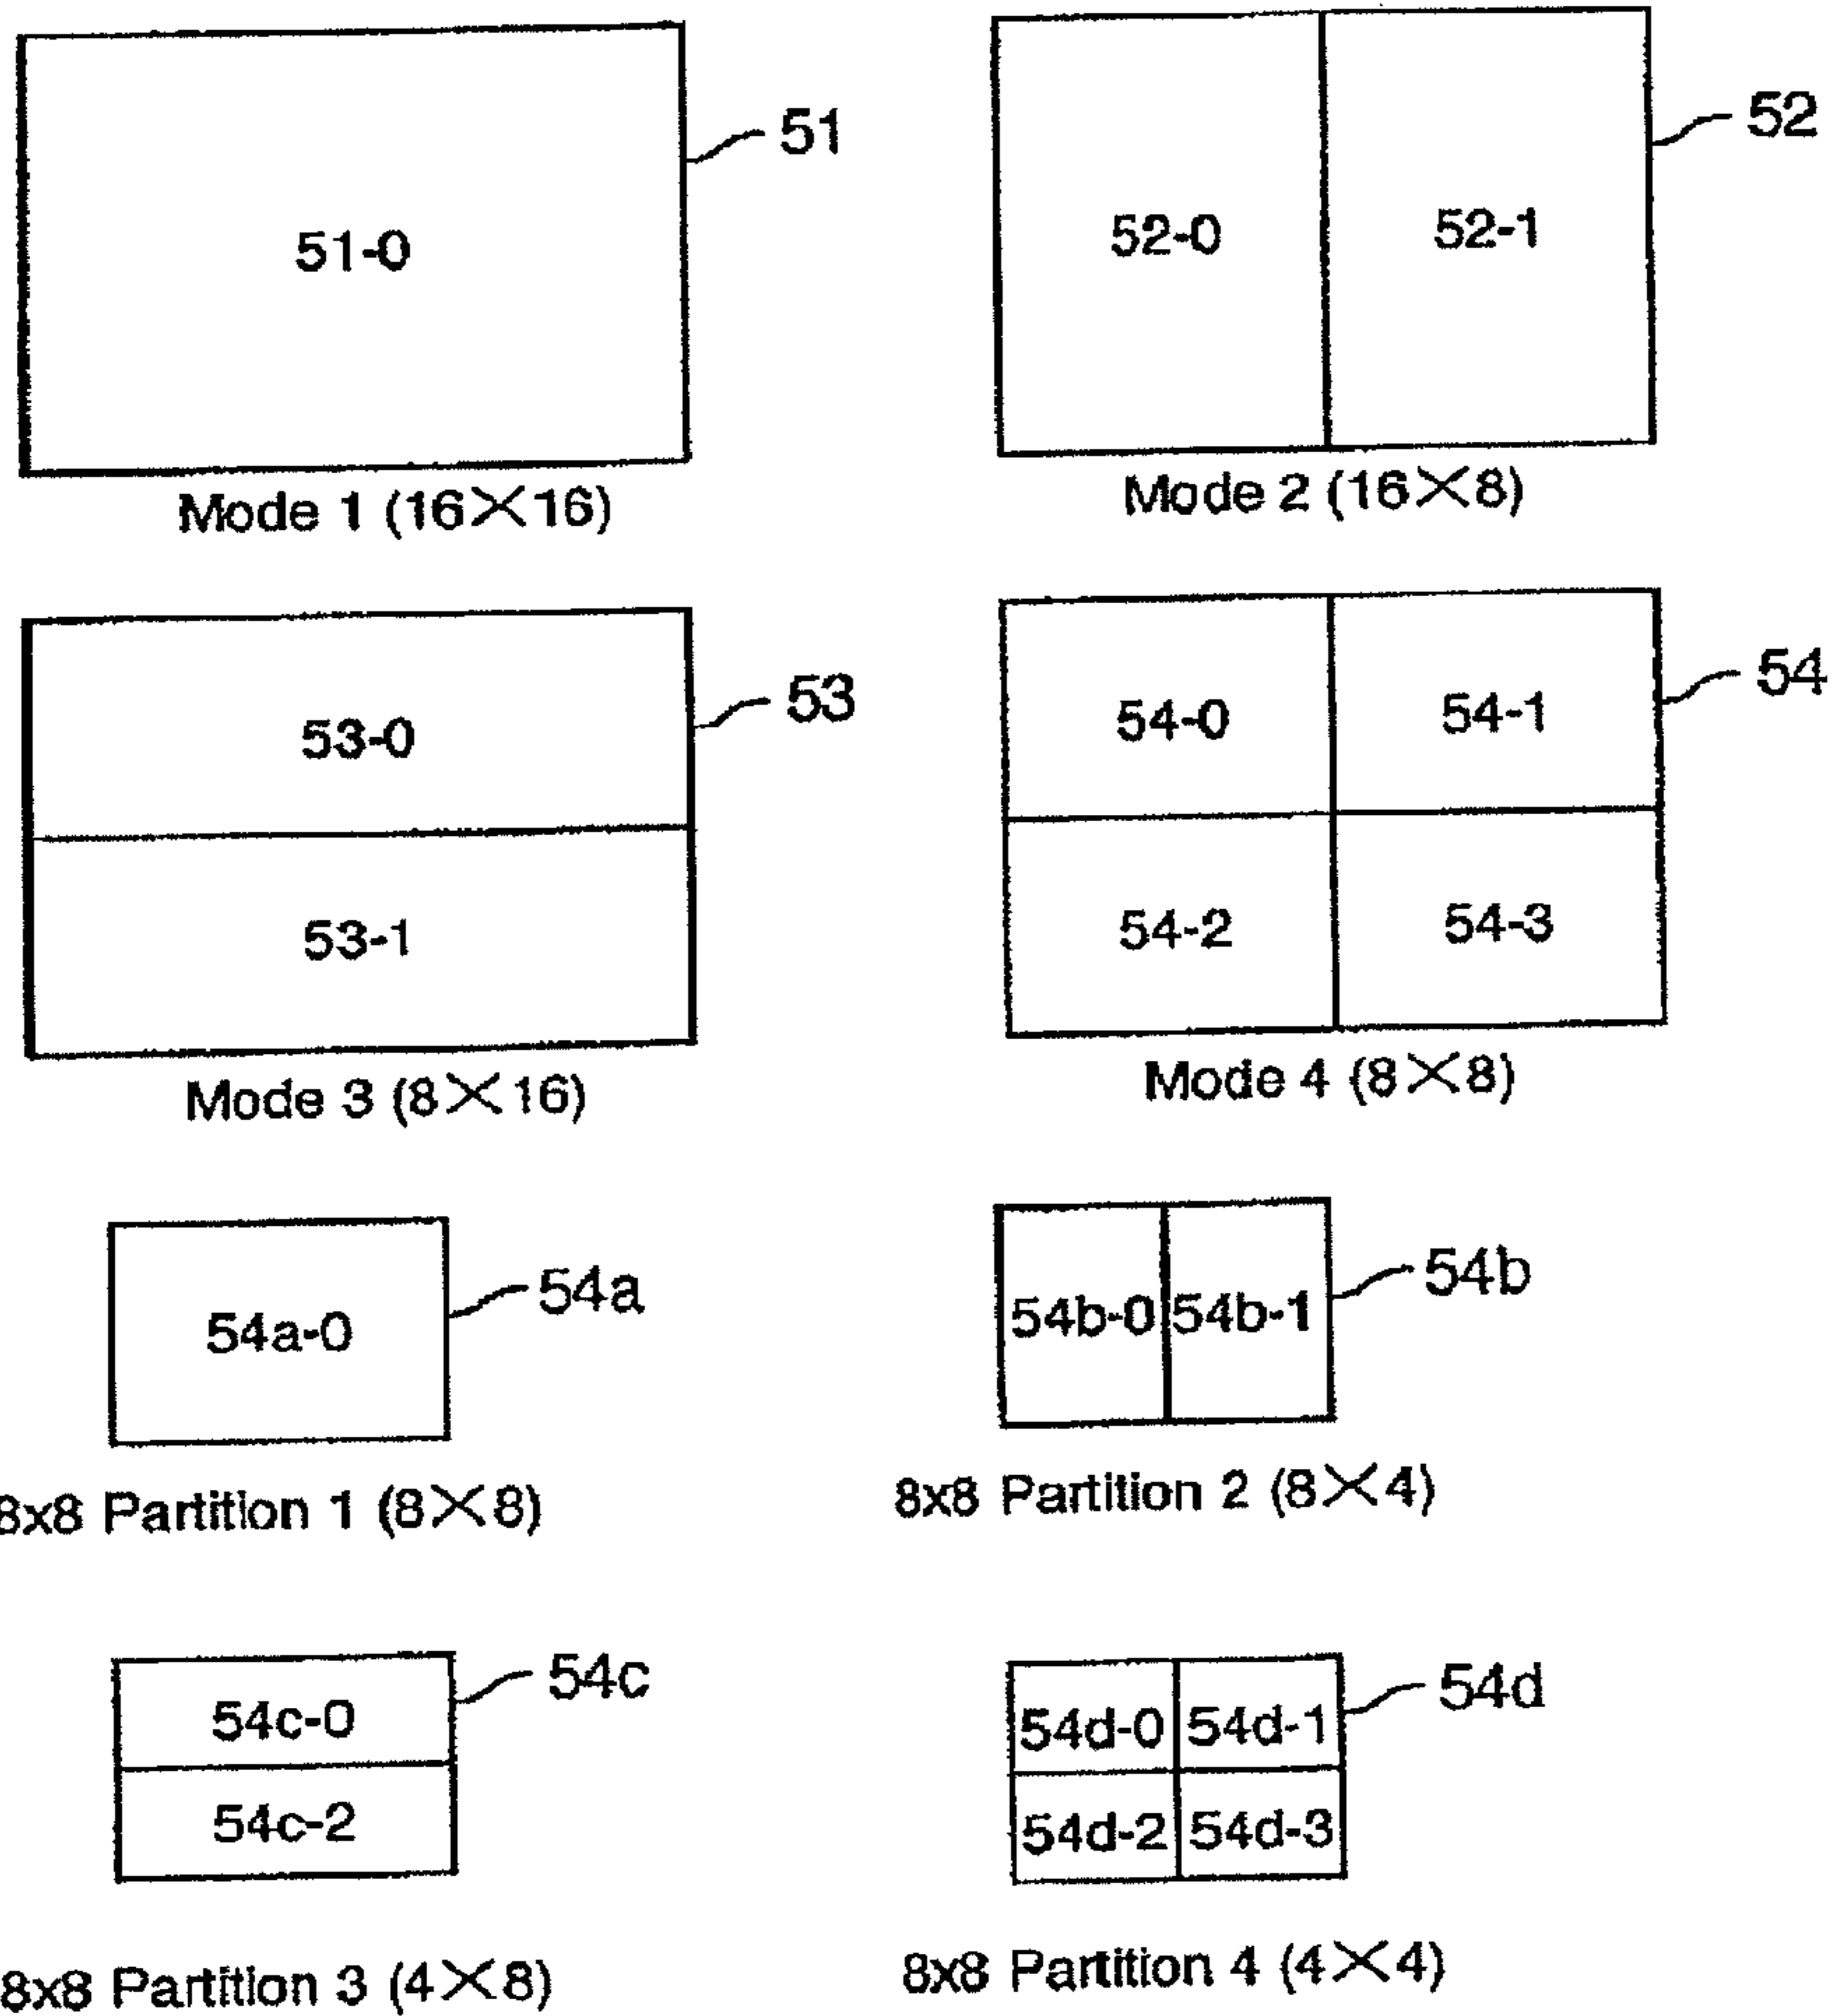 51
51-0
Mode 1 (16×16)
52
52-0 52-1
Mode 2 (16×8)
53
53-0
53-1
Mode 3 (8×16)
54
54-0 54-1
54-2 54-3
Mode 4 (8×8)
54a
54a-0
8x8 Partition 1 (8×8)
54b
54b-0 54b-1
8x8 Partition 2 (8×4)
54c
54c-0
54c-2
8x8 Partition 3 (4×8)
54d
54d-0 54d-1
54d-2 54d-3
8x8 Partition 4 (4×4)